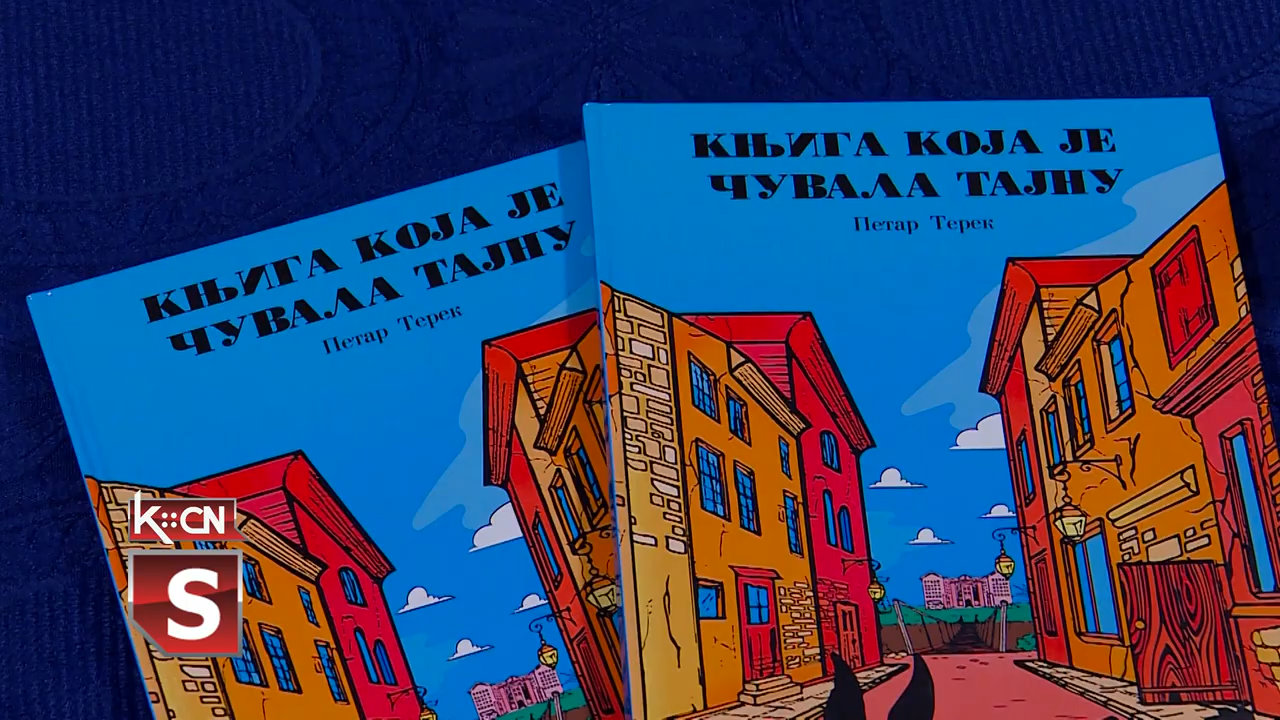 КЊИГА КОЈА ЈЕ
ЧУВАЛА ТАЈНУ
Петар Терек
КЊИГА КОЈА ЈЕ
ЧУВАЛА ТАЈНУ
Петар Терек
K::CN
S